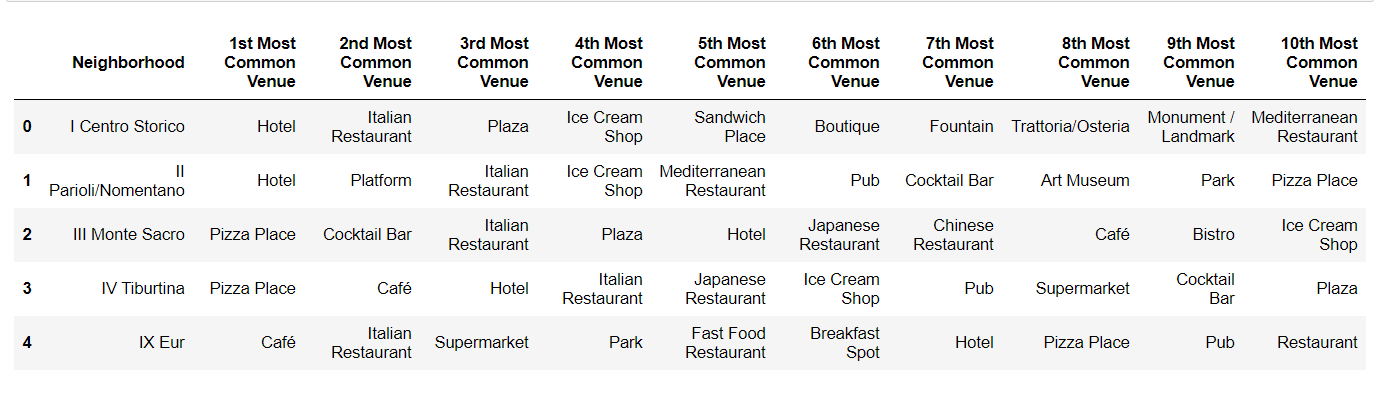 Neighborhood 1st Most Common Venue 2nd Most Common Venue 3rd Most Common Venue 4th Most Common Venue 5th Most Common Venue 6th Most Common Venue 7th Most Common Venue 8th Most Common Venue 9th Most Common Venue 10th Most Common Venue
0 I Centro Storico Hotel Italian Restaurant Plaza Ice Cream Shop Sandwich Place Boutique Fountain Trattoria/Osteria Monument / Landmark Mediterranean Restaurant
1 II Parioli/Nomentano Hotel Platform Italian Restaurant Ice Cream Shop Mediterranean Restaurant Pub Cocktail Bar Art Museum Park Pizza Place
2 III Monte Sacro Pizza Place Cocktail Bar Italian Restaurant Plaza Hotel Japanese Restaurant Chinese Restaurant Café Bistro Ice Cream Shop
3 IV Tiburtina Pizza Place Café Hotel Italian Restaurant Japanese Restaurant Ice Cream Shop Pub Supermarket Cocktail Bar Plaza
4 IX Eur Café Italian Restaurant Supermarket Park Fast Food Restaurant Breakfast Spot Hotel Pizza Place Pub Restaurant